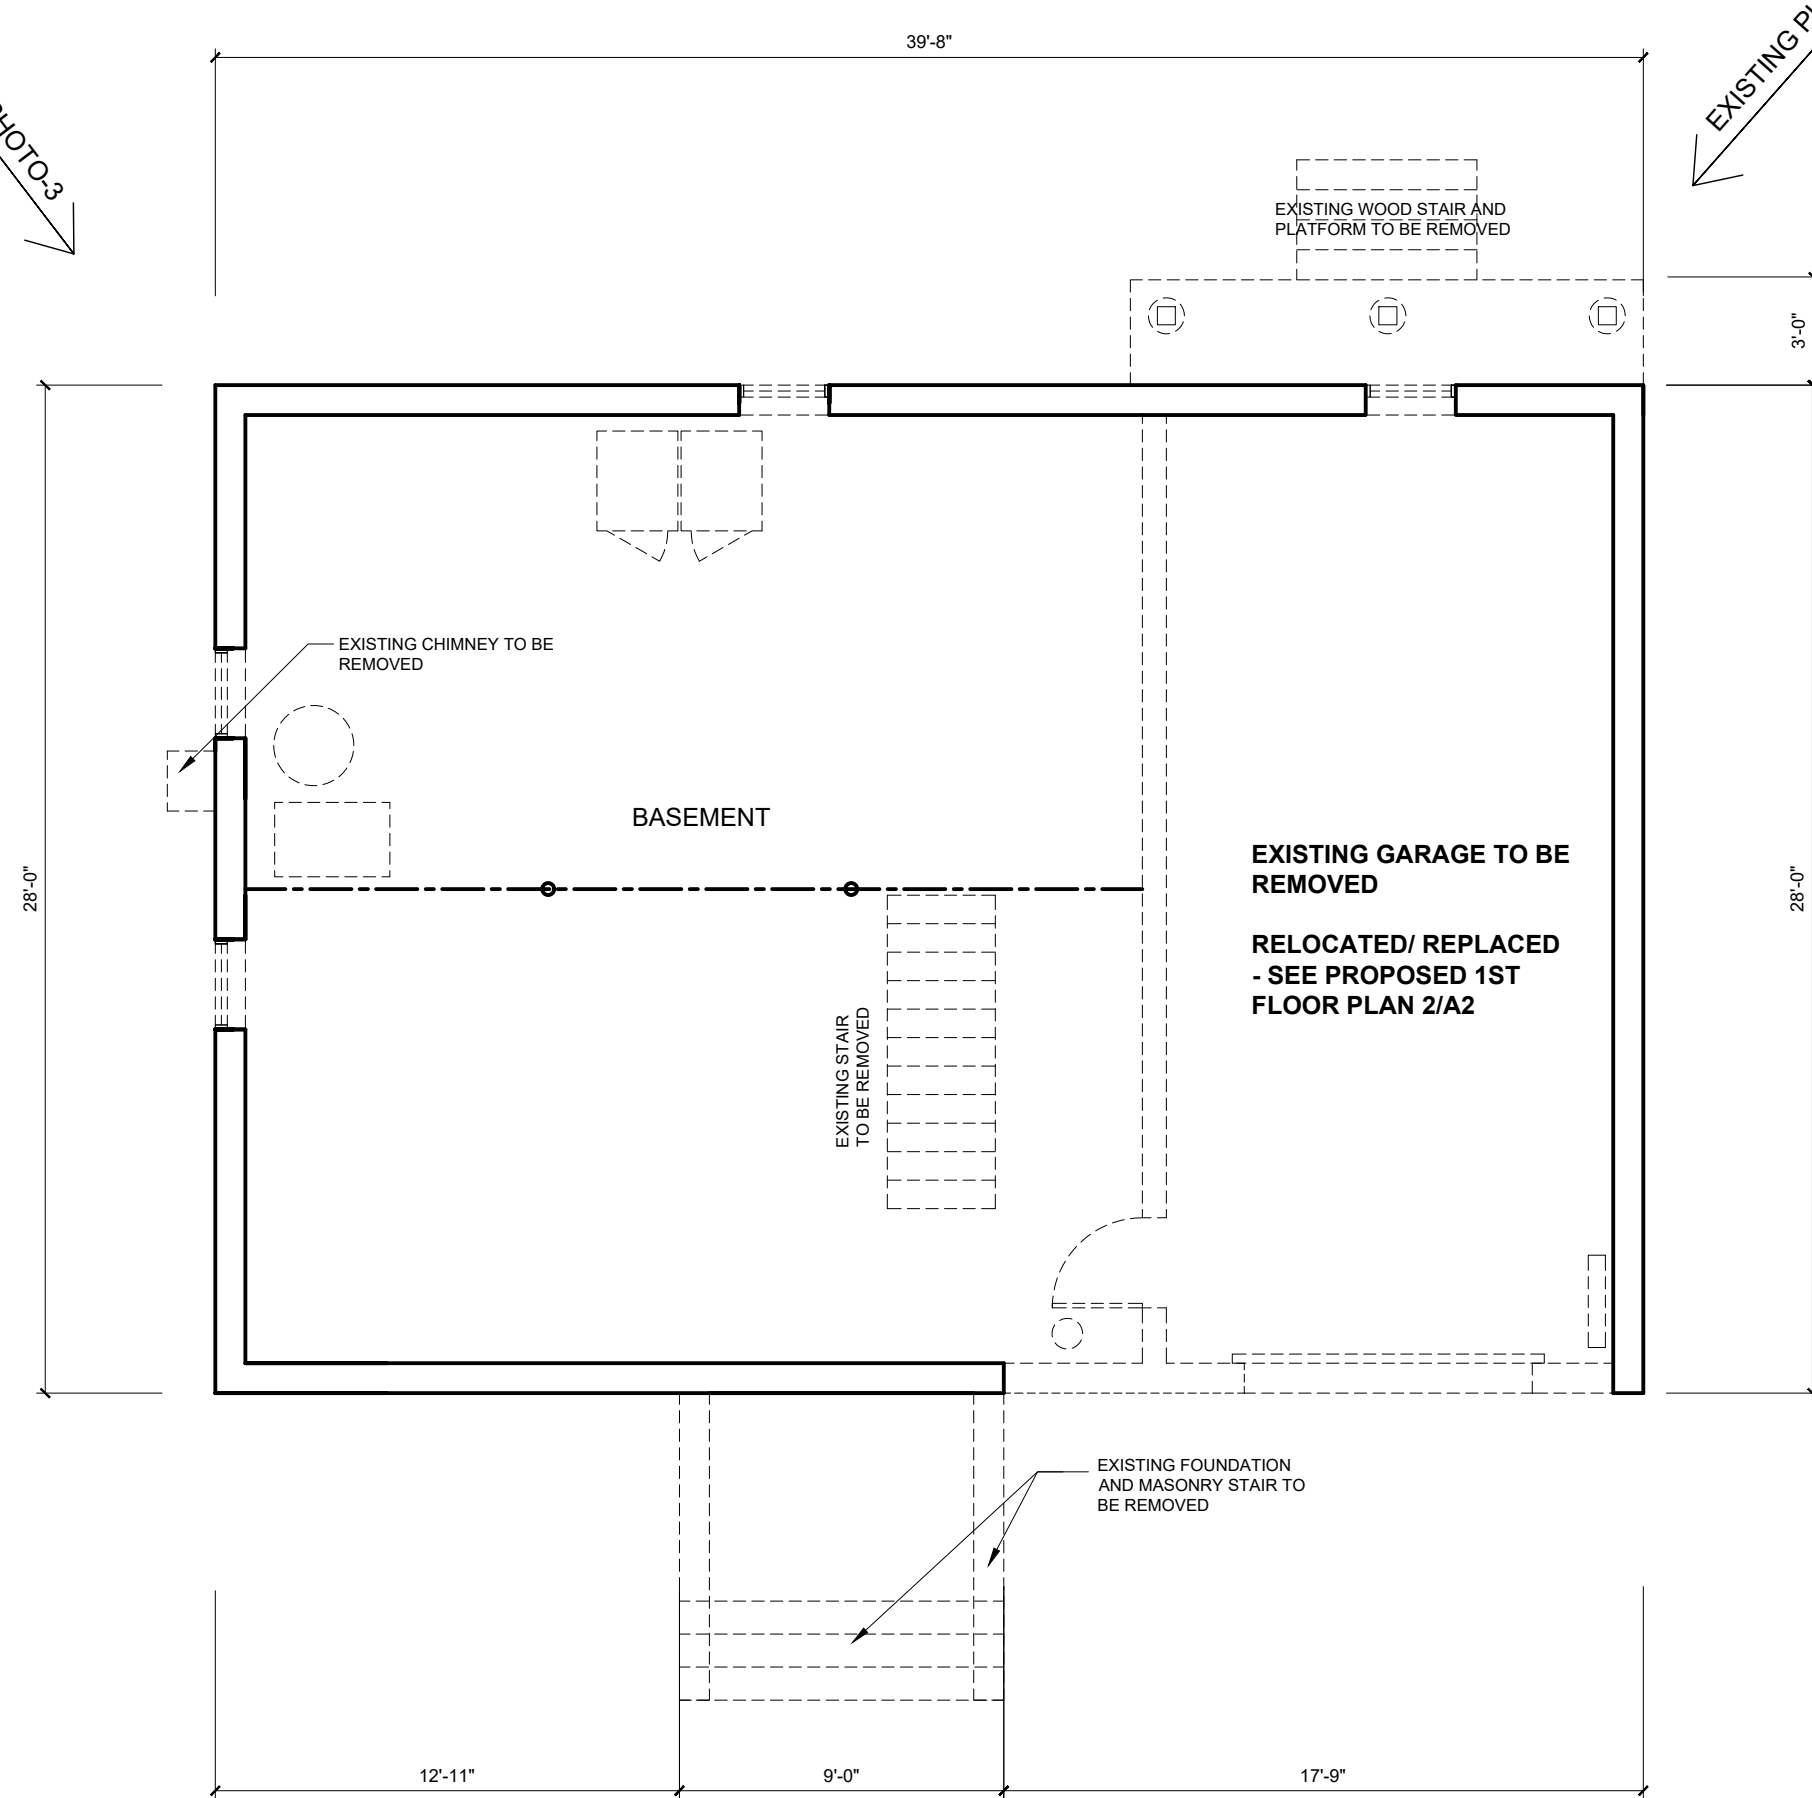 39'-8"
EXISTING
PHOTO-3
EXISTING WOOD STAIR AND
PLATFORM TO BE REMOVED
3'-0"
EXISTING CHIMNEY TO BE
REMOVED
BASEMENT
28'-0"
EXISTING GARAGE TO BE
REMOVED
RELOCATED/ REPLACED
- SEE PROPOSED 1ST
FLOOR PLAN 2/A2
28'-0"
EXISTING STAIR
TO BE REMOVED
EXISTING FOUNDATION
AND MASONRY STAIR TO
BE REMOVED
12'-11"
9'-0"
17'-9"